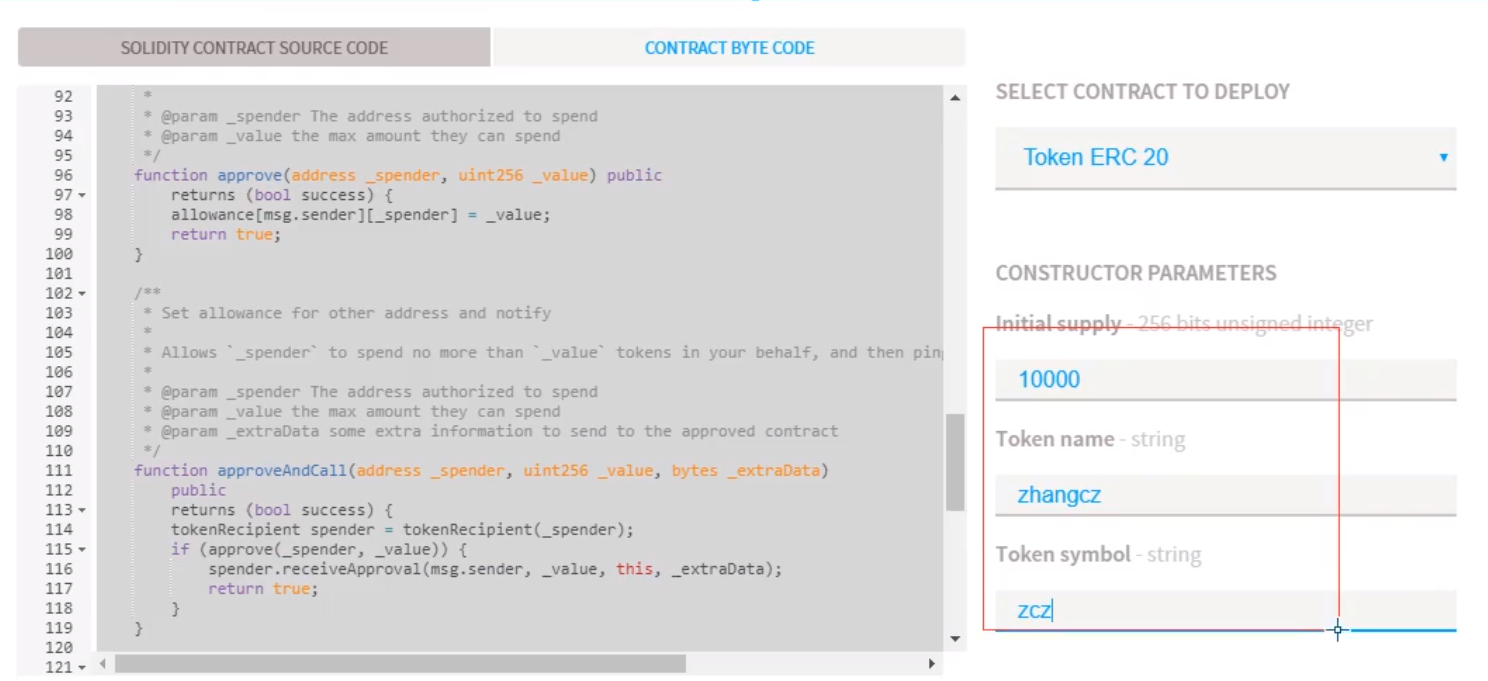 SOLIDITY CONTRACT SOURCE CODE
CONTRACT BYTE CODE
92 *
93 * @param _spender The address authorized to spend
94 * @param _value the max amount they can spend
95 */
96 function approve(address _spender, uint256 _value) public
97 returns (bool success) {
98 allowance[msg.sender][_spender] = _value;
99 return true;
100 }
101
102 /**
103 * Set allowance for other address and notify
104 *
105 * Allows `_spender` to spend no more than `_value` tokens in your behalf, and then pin
106 *
107 * @param _spender The address authorized to spend
108 * @param _value the max amount they can spend
109 * @param _extraData some extra information to send to the approved contract
110 */
111 function approveAndCall(address _spender, uint256 _value, bytes _extraData)
112 public
113 returns (bool success) {
114 tokenRecipient spender = tokenRecipient(_spender);
115 if (approve(_spender, _value)) {
116 spender.receiveApproval(msg.sender, _value, this, _extraData);
117 return true;
118 }
119 }
120
121
SELECT CONTRACT TO DEPLOY
Token ERC 20
CONSTRUCTOR PARAMETERS
Initial supply - 256 bits unsigned integer
10000
Token name - string
zhangcz
Token symbol - string
zcz